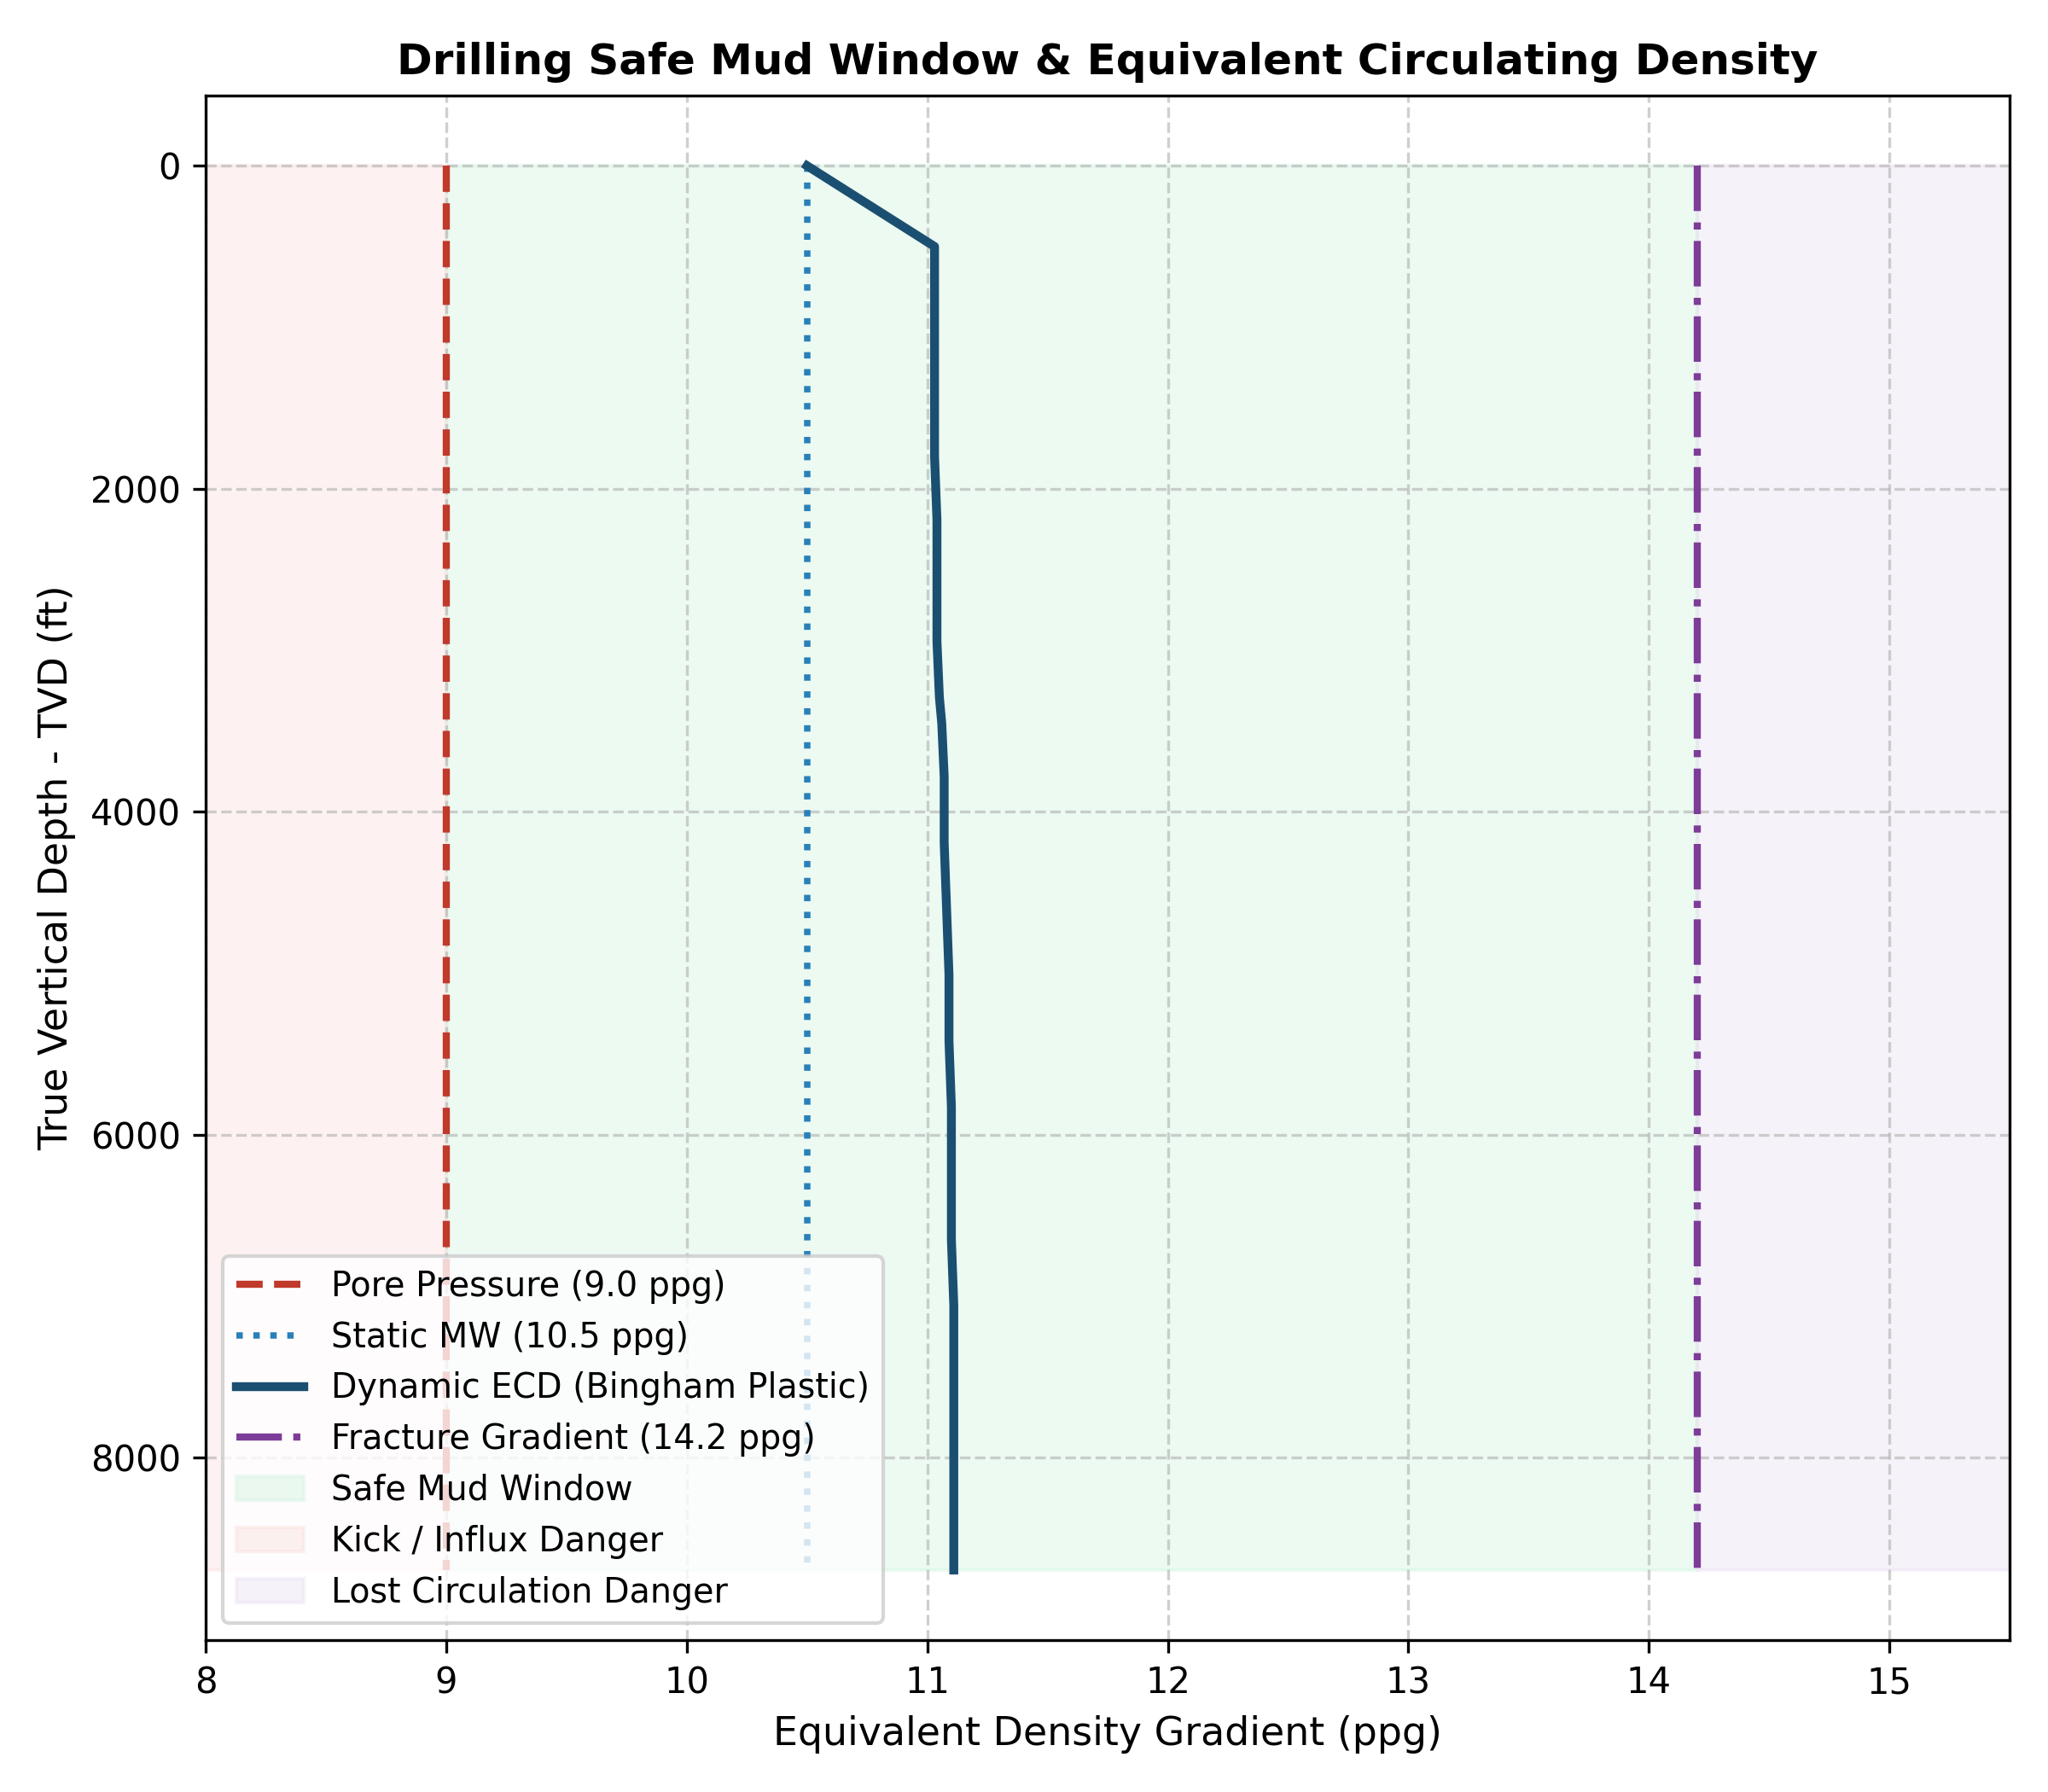 Drilling Safe Mud Window & Equivalent Circulating Density
True Vertical Depth - TVD (ft)
0
2000
4000
6000
8000
Pore Pressure (9.0 ppg)
Static MW (10.5 ppg)
Dynamic ECD (Bingham Plastic)
Fracture Gradient (14.2 ppg)
Safe Mud Window
Kick / Influx Danger
Lost Circulation Danger
8 9 10 11 12 13 14 15
Equivalent Density Gradient (ppg)